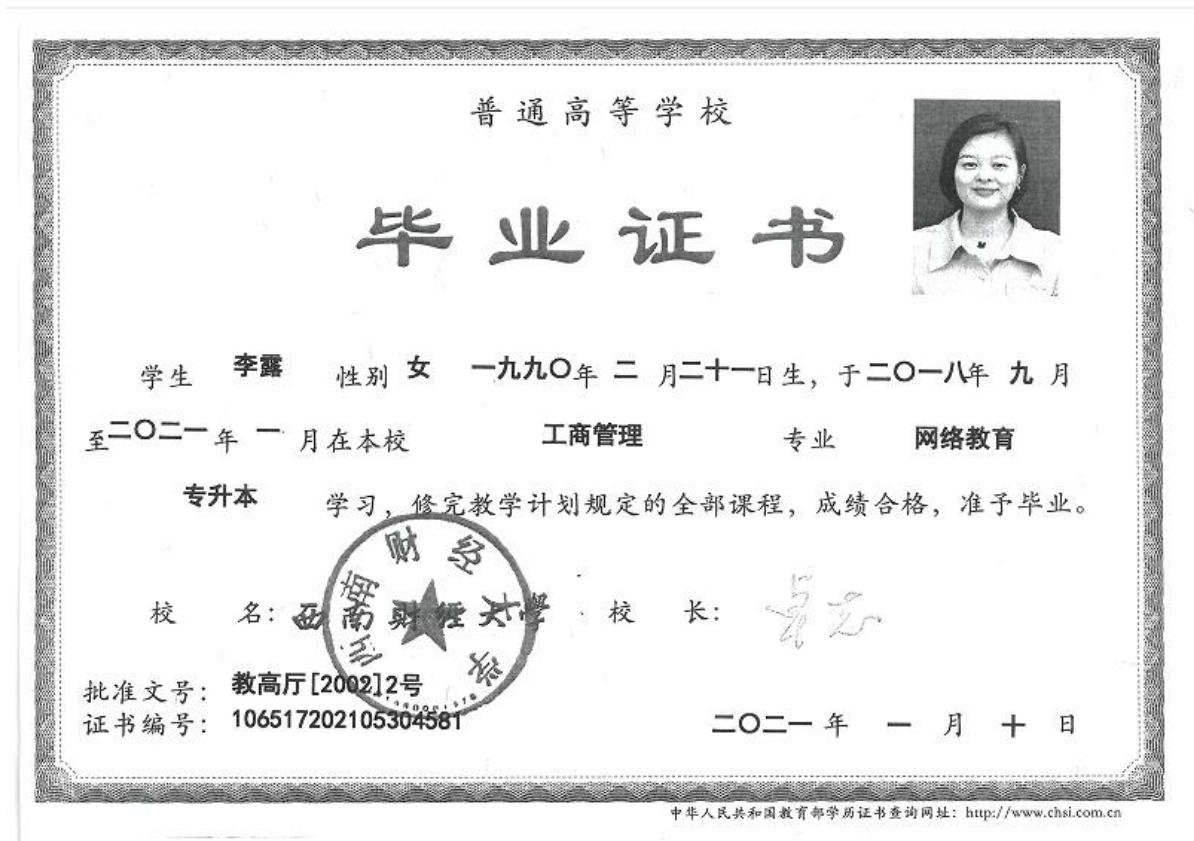 普通高等学校
毕业证书
学生 李露 性别 女 一九九〇年 二 月二十一日生，于二〇一八年 九 月
至二〇二一年 一 月在本校 工商管理 专业 网络教育
专升本 学习，修完教学计划规定的全部课程，成绩合格，准予毕业。
校 名：西南财经大学 校 长：
西南财经大学
批准文号：教高厅[2002]2号
证书编号：106517202105304581
二〇二一 年 一 月 十 日
中华人民共和国教育部学历证书查询网址：http://www.chsi.com.cn